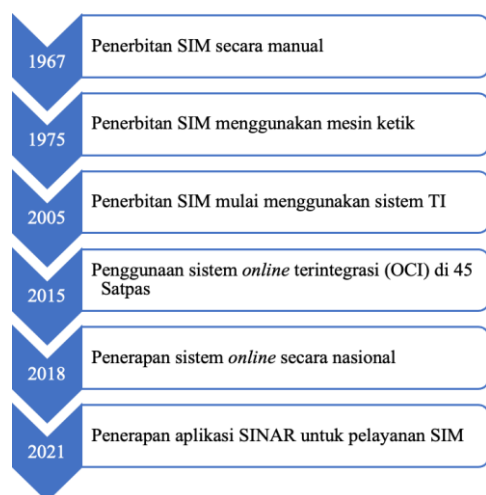 1967
Penerbitan SIM secara manual
1975
Penerbitan SIM menggunakan mesin ketik
2005
Penerbitan SIM mulai menggunakan sistem TI
2015
Penggunaan sistem online terintegrasi (OCI) di 45
Satpas
2018
Penerapan sistem online secara nasional
2021
Penerapan aplikasi SINAR untuk pelayanan SIM